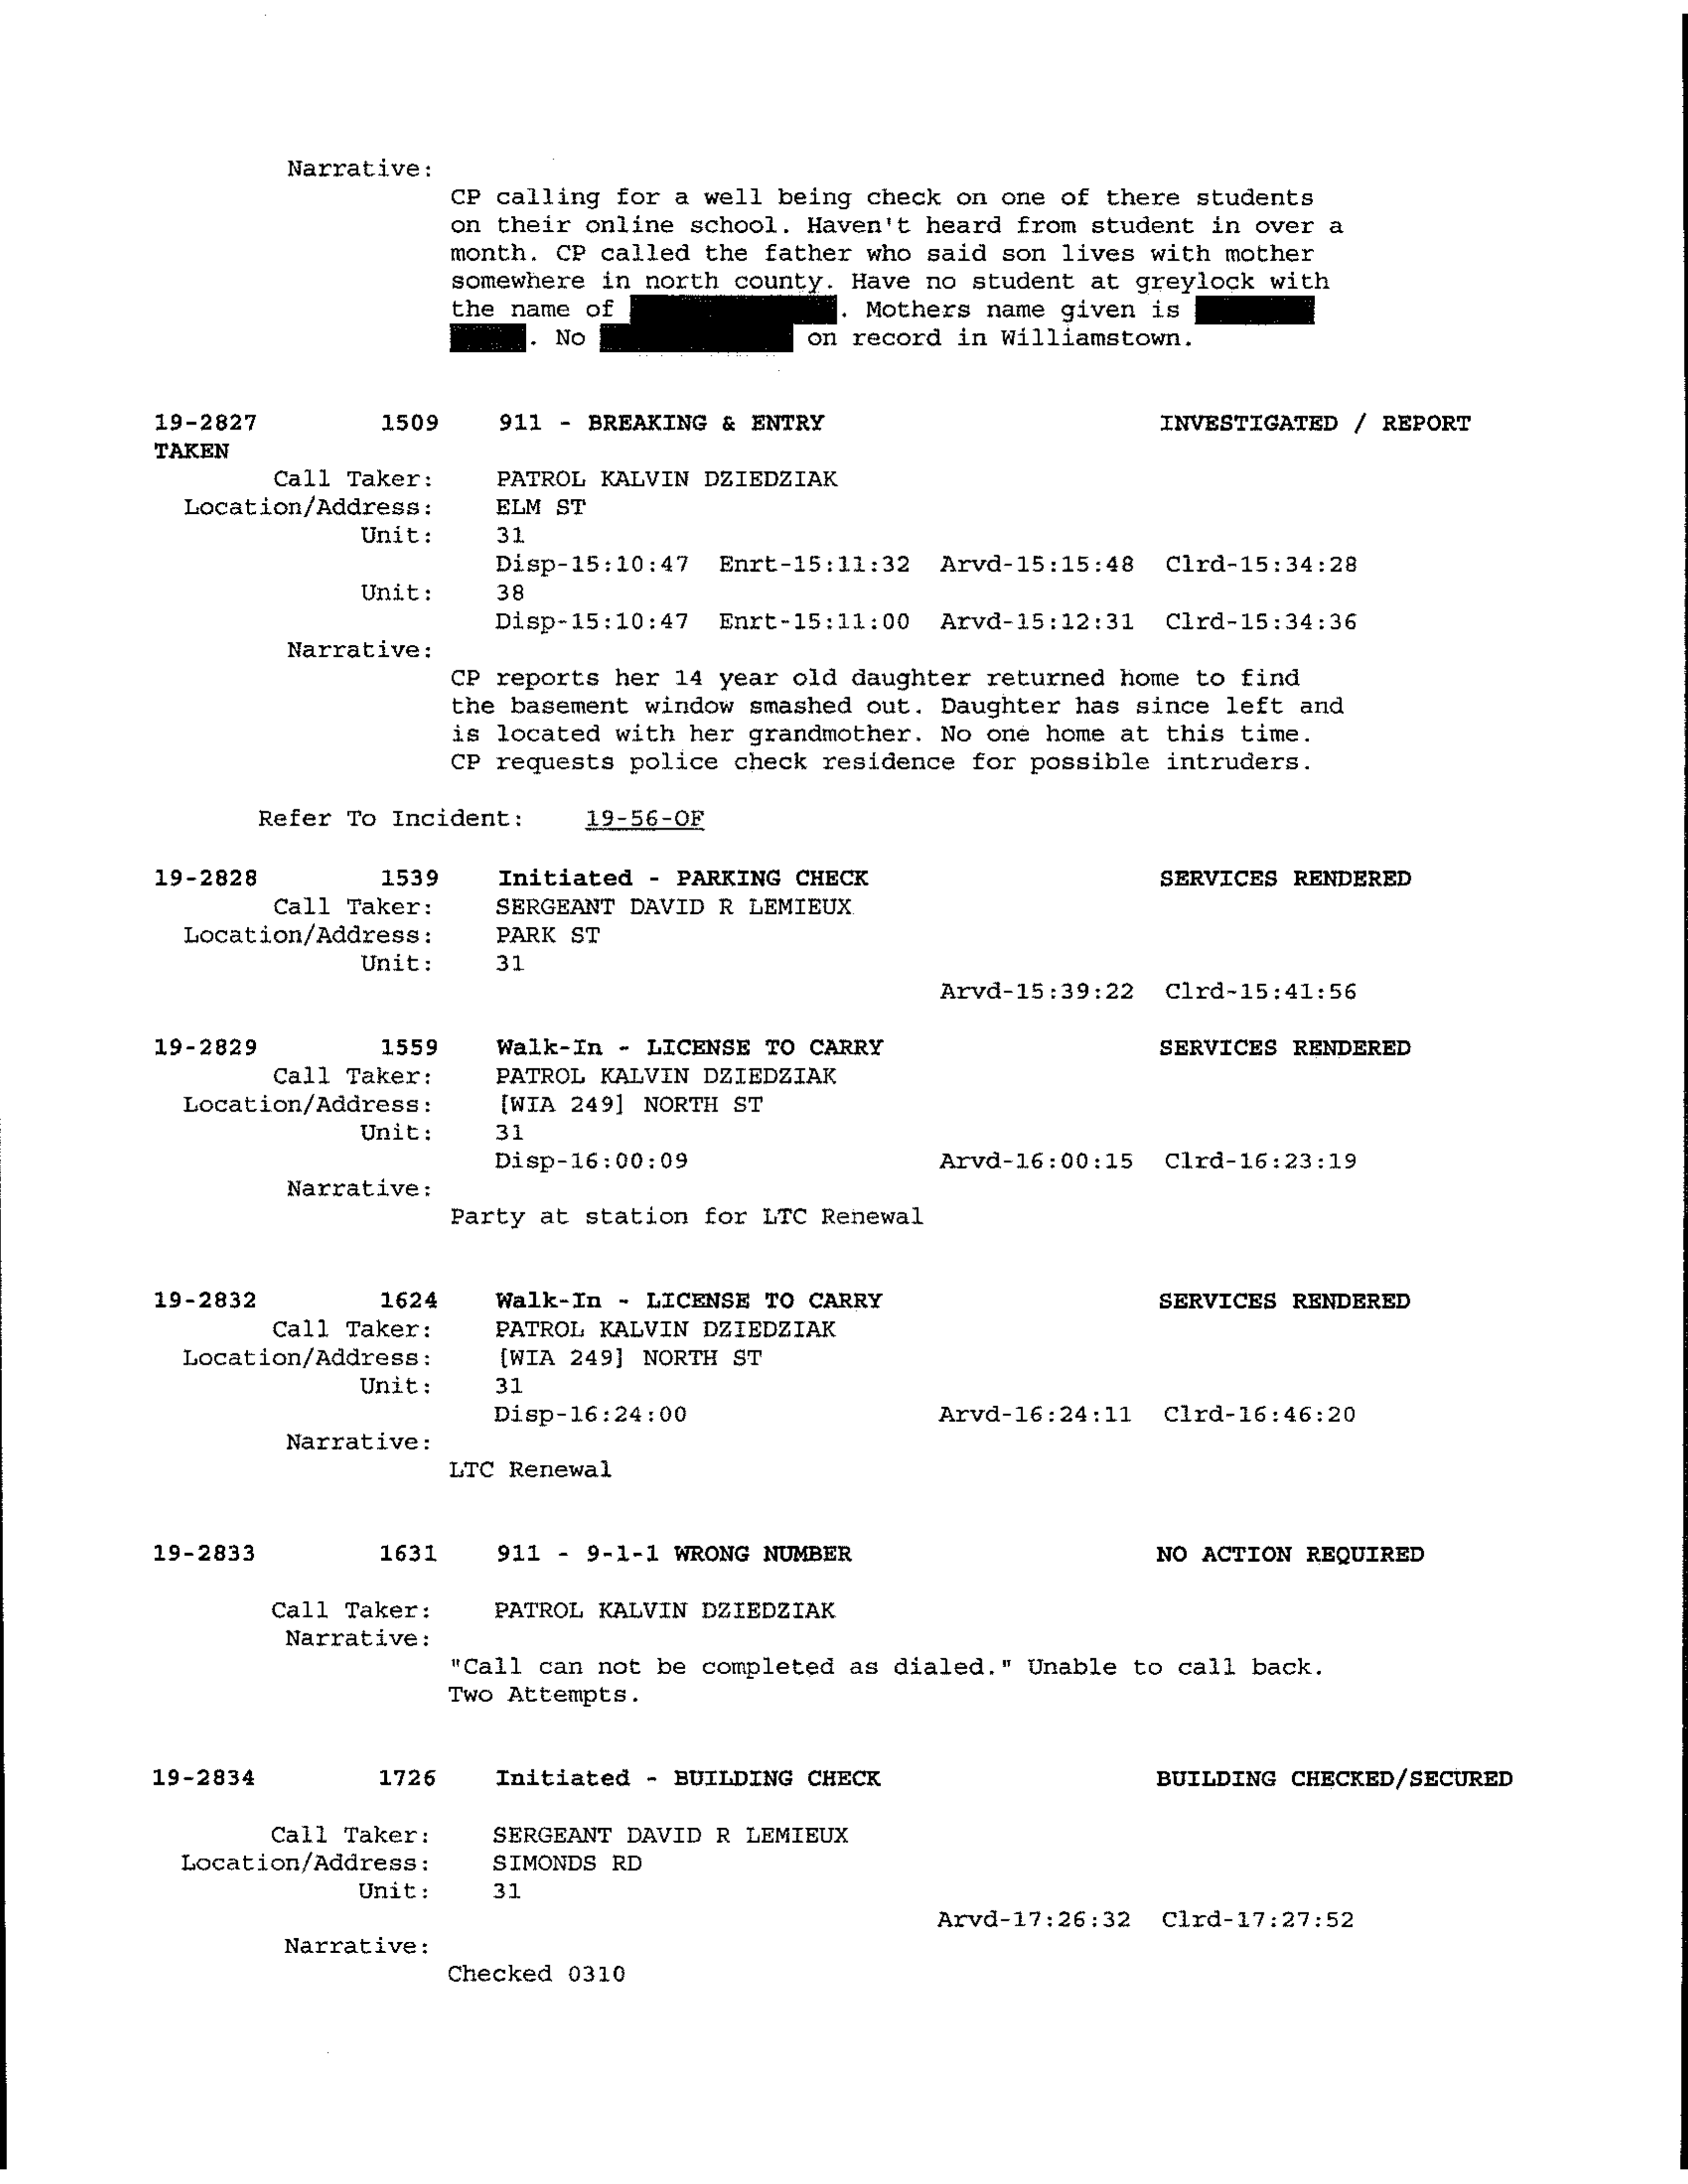 Narrative:
CP calling for a well being check on one of there students
on their online school. Haven't heard from student in over a
month. CP called the father who said son lives with mother
somewhere in north county. Have no student at greylock with
the name of . Mothers name given is
. No on record in Williamstown.
19-2827 1509 911 - BREAKING & ENTRY INVESTIGATED / REPORT
TAKEN
Call Taker: PATROL KALVIN DZIEDZIAK
Location/Address: ELM ST
Unit: 31
Disp-15:10:47 Enrt-15:11:32 Arvd-15:15:48 Clrd-15:34:28
Unit: 38
Disp-15:10:47 Enrt-15:11:00 Arvd-15:12:31 Clrd-15:34:36
Narrative:
CP reports her 14 year old daughter returned home to find
the basement window smashed out. Daughter has since left and
is located with her grandmother. No one home at this time.
CP requests police check residence for possible intruders.
Refer To Incident: 19-56-OF
19-2828 1539 Initiated - PARKING CHECK SERVICES RENDERED
Call Taker: SERGEANT DAVID R LEMIEUX
Location/Address: PARK ST
Unit: 31
Arvd-15:39:22 Clrd-15:41:56
19-2829 1559 Walk-In - LICENSE TO CARRY SERVICES RENDERED
Call Taker: PATROL KALVIN DZIEDZIAK
Location/Address: [WIA 249] NORTH ST
Unit: 31
Disp-16:00:09 Arvd-16:00:15 Clrd-16:23:19
Narrative:
Party at station for LTC Renewal
19-2832 1624 Walk-In - LICENSE TO CARRY SERVICES RENDERED
Call Taker: PATROL KALVIN DZIEDZIAK
Location/Address: [WIA 249] NORTH ST
Unit: 31
Disp-16:24:00 Arvd-16:24:11 Clrd-16:46:20
Narrative:
LTC Renewal
19-2833 1631 911 - 9-1-1 WRONG NUMBER NO ACTION REQUIRED
Call Taker: PATROL KALVIN DZIEDZIAK
Narrative:
"Call can not be completed as dialed." Unable to call back.
Two Attempts.
19-2834 1726 Initiated - BUILDING CHECK BUILDING CHECKED/SECURED
Call Taker: SERGEANT DAVID R LEMIEUX
Location/Address: SIMONDS RD
Unit: 31
Arvd-17:26:32 Clrd-17:27:52
Narrative:
Checked 0310